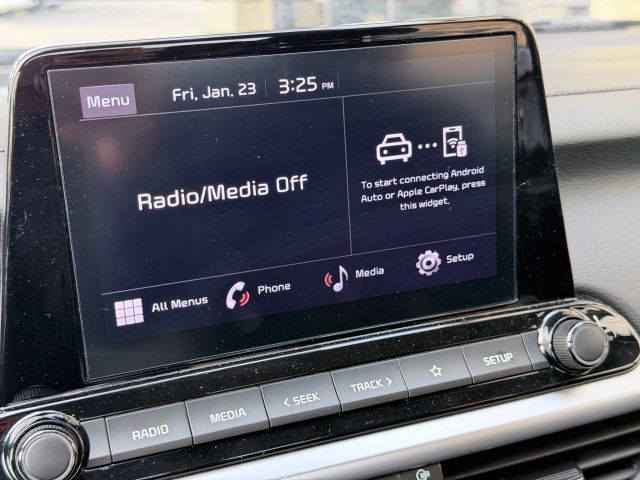 Menu
Fri, Jan. 23
3:25 PM
Radio/Media Off
To start connecting Android
Auto or Apple CarPlay, press
this widget.
All Menus
Phone
Media
Setup
RADIO
MEDIA
< SEEK
TRACK >
☆
SETUP